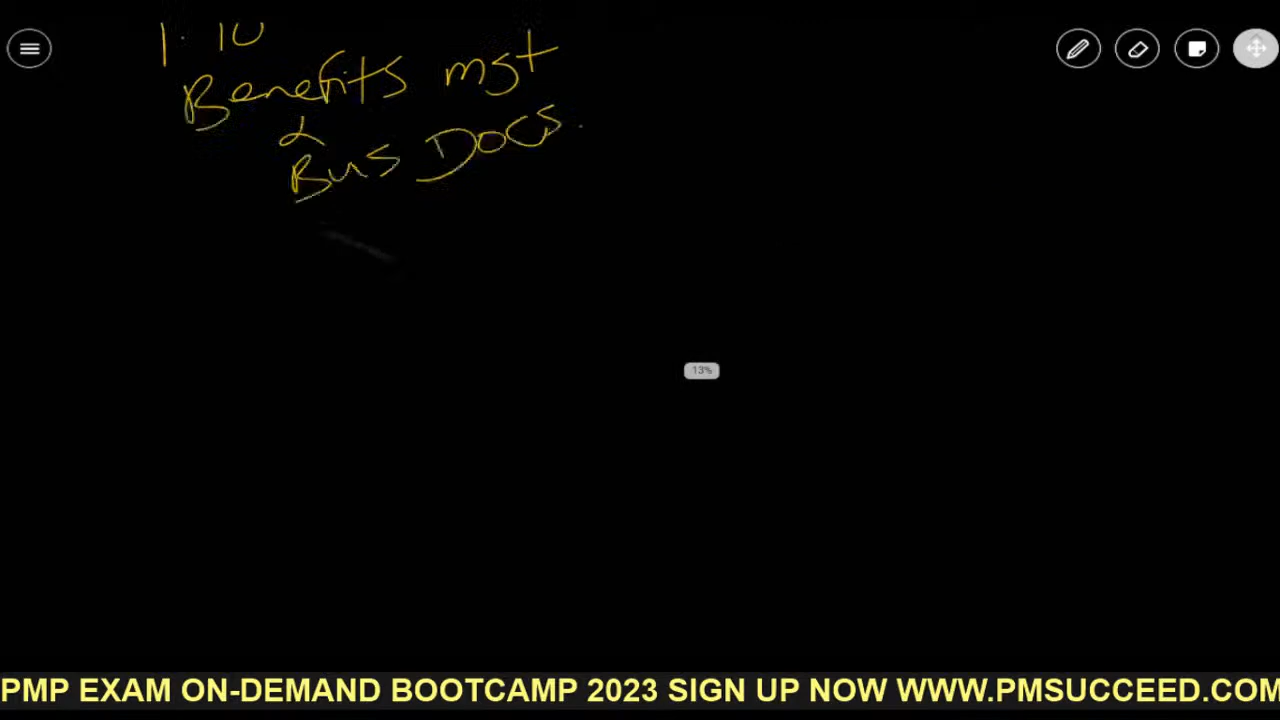 1.10
Benefits mgt
&
Bus Docs.
13%
PMP EXAM ON-DEMAND BOOTCAMP 2023 SIGN UP NOW WWW.PMSUCCEED.COM